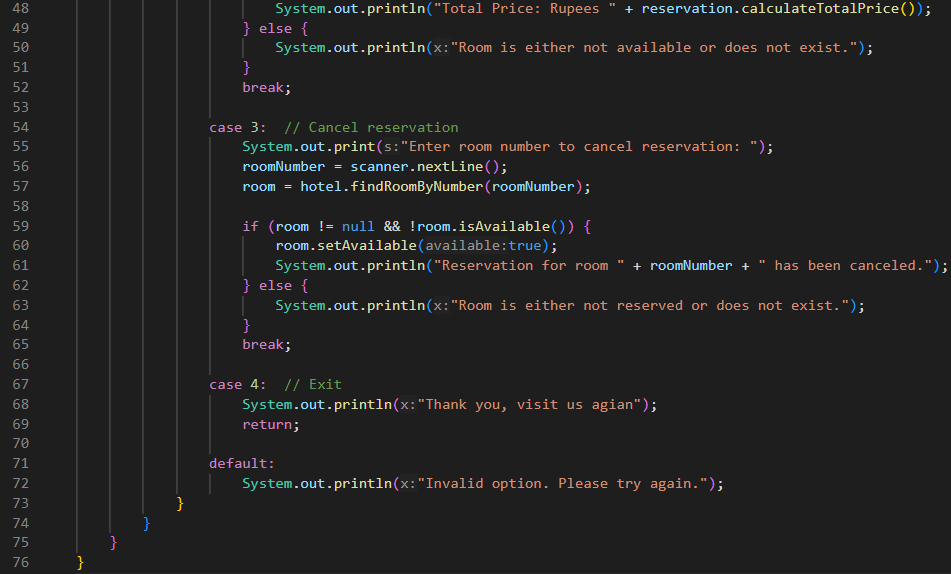 48 System.out.println("Total Price: Rupees " + reservation.calculateTotalPrice());
49 } else {
50 System.out.println(x:"Room is either not available or does not exist.");
51 }
52 break;
53
54 case 3:  // Cancel reservation
55 System.out.print(s:"Enter room number to cancel reservation: ");
56 roomNumber = scanner.nextLine();
57 room = hotel.findRoomByNumber(roomNumber);
58
59 if (room != null && !room.isAvailable()) {
60 room.setAvailable(available:true);
61 System.out.println("Reservation for room " + roomNumber + " has been canceled.");
62 } else {
63 System.out.println(x:"Room is either not reserved or does not exist.");
64 }
65 break;
66
67 case 4:  // Exit
68 System.out.println(x:"Thank you, visit us agian");
69 return;
70
71 default:
72 System.out.println(x:"Invalid option. Please try again.");
73 }
74 }
75 }
76 }